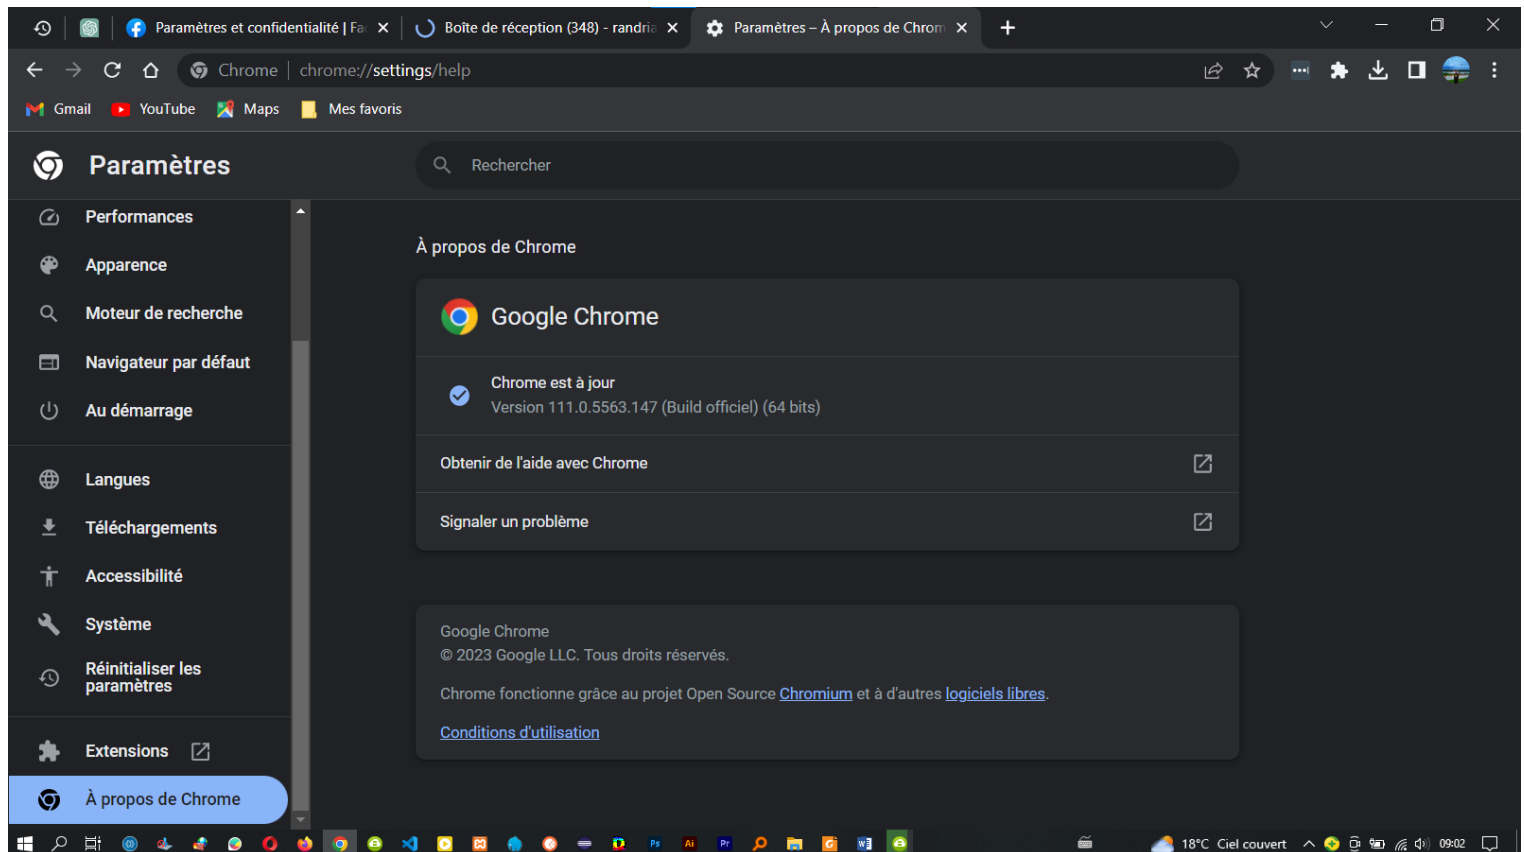 Paramètres et confidentialité | Fa
Boîte de réception (348) - randria
Paramètres – À propos de Chrom
Chrome
chrome://settings/help
Gmail
YouTube
Maps
Mes favoris
Paramètres
Rechercher
Performances
Apparence
Moteur de recherche
Navigateur par défaut
Au démarrage
Langues
Téléchargements
Accessibilité
Système
Réinitialiser les
paramètres
Extensions
À propos de Chrome
À propos de Chrome
Google Chrome
Chrome est à jour
Version 111.0.5563.147 (Build officiel) (64 bits)
Obtenir de l'aide avec Chrome
Signaler un problème
Google Chrome
© 2023 Google LLC. Tous droits réservés.
Chrome fonctionne grâce au projet Open Source Chromium et à d'autres logiciels libres.
Conditions d'utilisation
Ps
Ai
Pr
18°C Ciel couvert
09:02